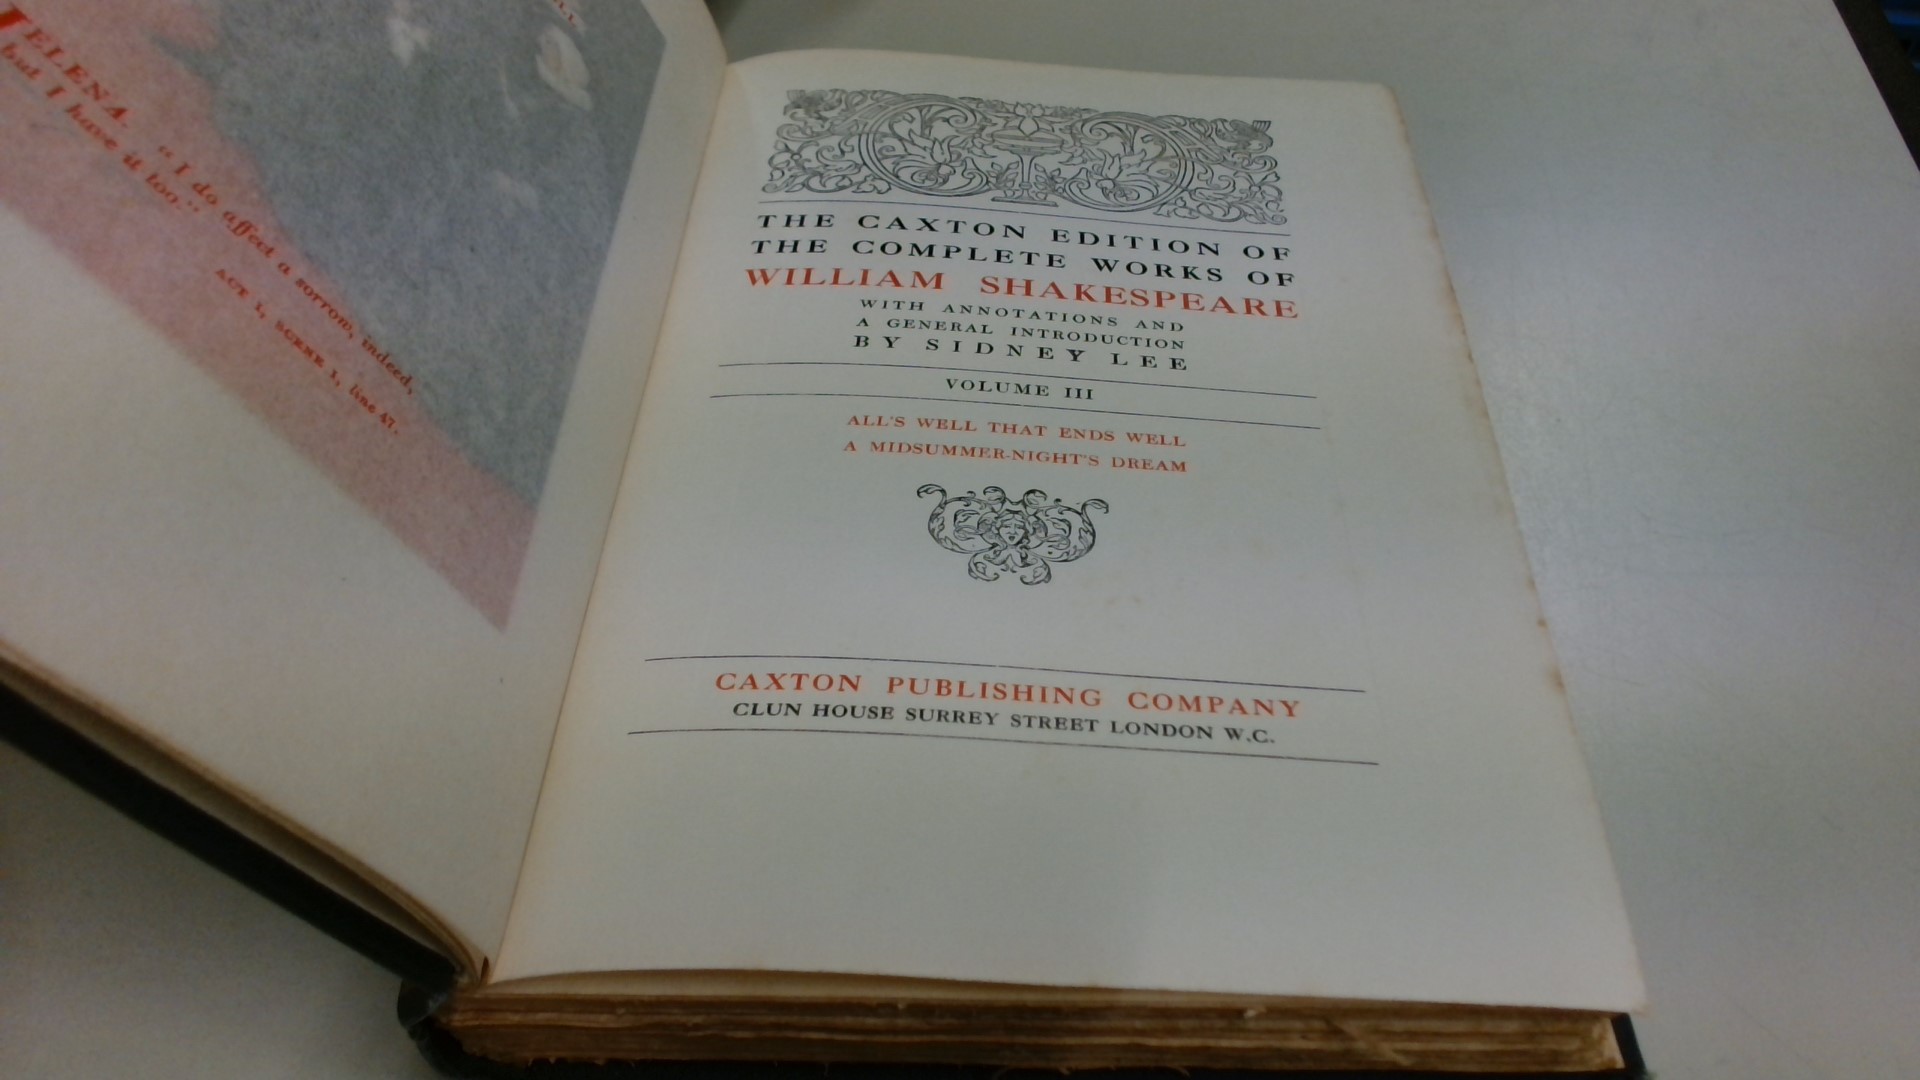 LL
HELENA. "I do affect a sorrow, indeed,
but I have it too."
ACT I, SCENE 1, line 47.
THE CAXTON EDITION OF
THE COMPLETE WORKS OF
WILLIAM SHAKESPEARE
WITH ANNOTATIONS AND
A GENERAL INTRODUCTION
BY SIDNEY LEE
VOLUME III
ALL'S WELL THAT ENDS WELL
A MIDSUMMER-NIGHT'S DREAM
CAXTON PUBLISHING COMPANY
CLUN HOUSE SURREY STREET LONDON W.C.